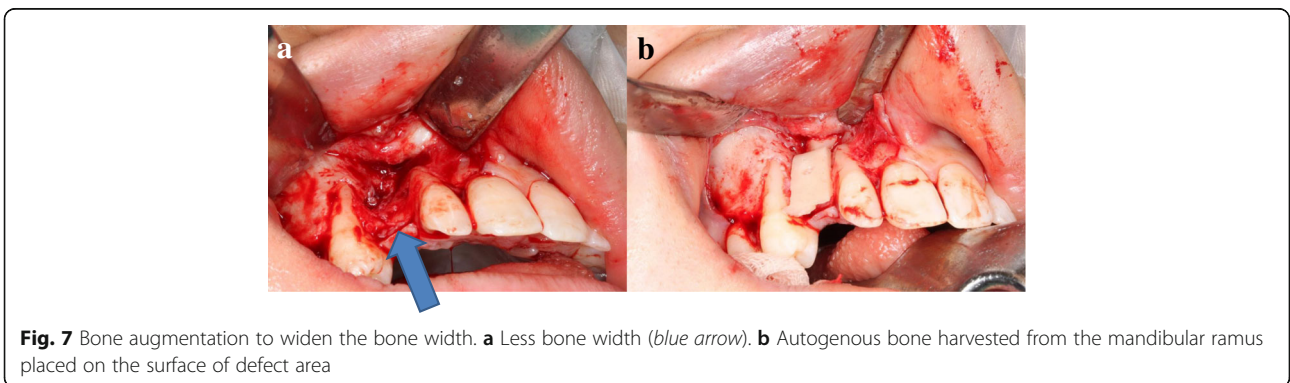 a
b
Fig. 7 Bone augmentation to widen the bone width. a Less bone width (blue arrow). b Autogenous bone harvested from the mandibular ramus
placed on the surface of defect area